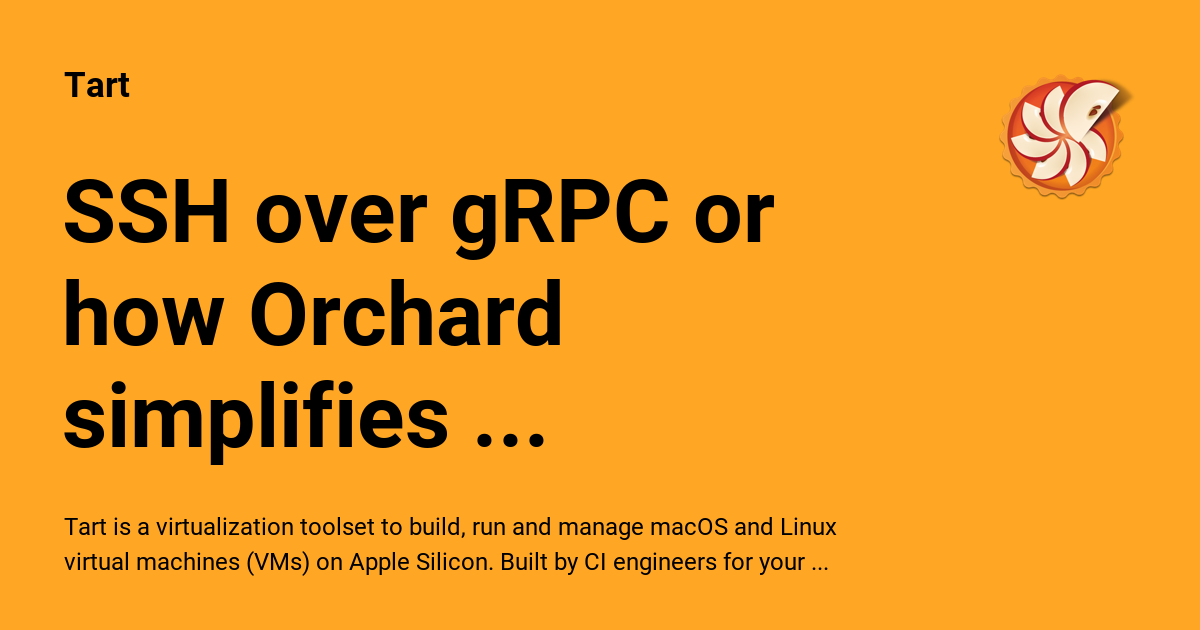 Tart
SSH over gRPC or
how Orchard
simplifies ...
Tart is a virtualization toolset to build, run and manage macOS and Linux
virtual machines (VMs) on Apple Silicon. Built by CI engineers for your ...